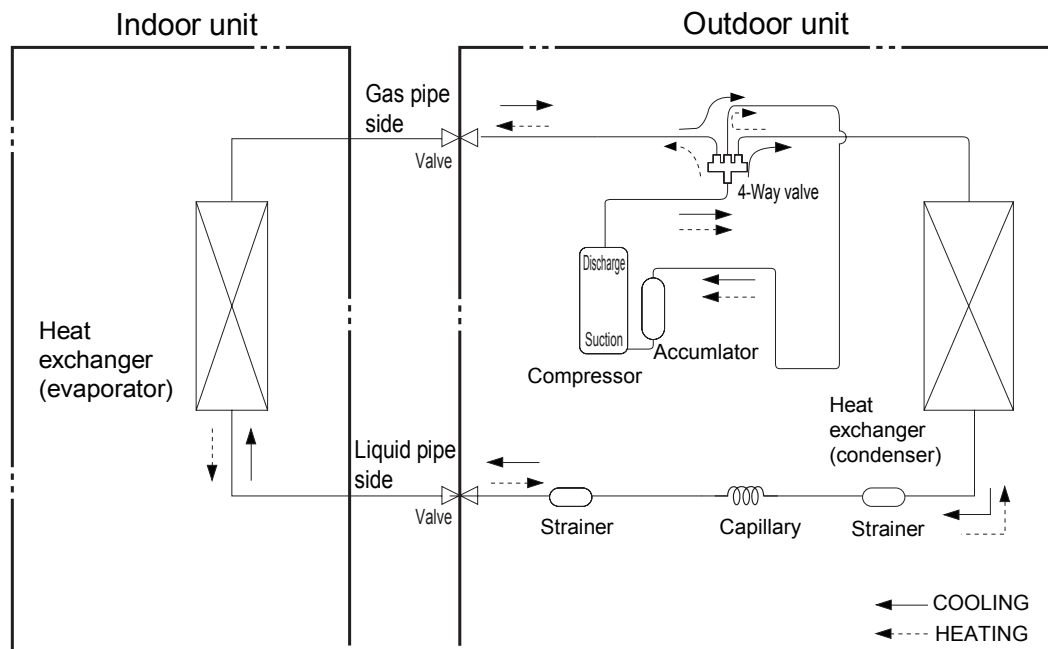 Indoor unit
Outdoor unit
Gas pipe
side
Valve
4-Way valve
Discharge
Suction
Accumlator
Compressor
Heat
exchanger
(evaporator)
Heat
exchanger
(condenser)
Liquid pipe
side
Valve
Strainer
Capillary
Strainer
COOLING
HEATING